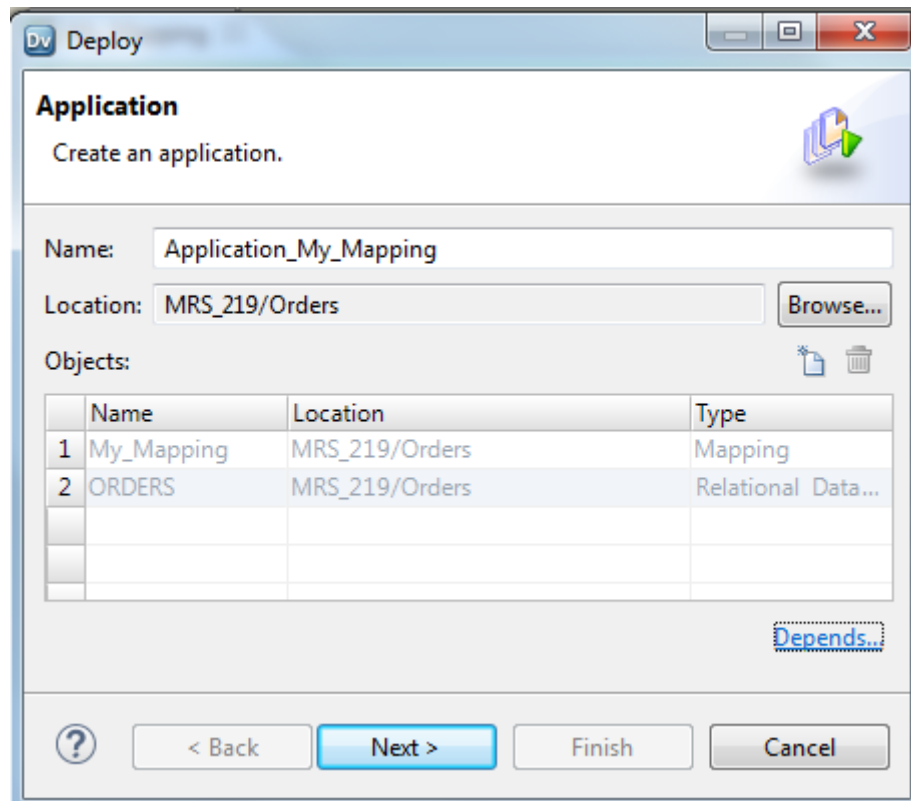 Dv Deploy
Application
Create an application.
Name: Application_My_Mapping
Location: MRS_219/Orders Browse...
Objects:
Name Location Type
1 My_Mapping MRS_219/Orders Mapping
2 ORDERS MRS_219/Orders Relational Data...
Depends...
? < Back Next > Finish Cancel